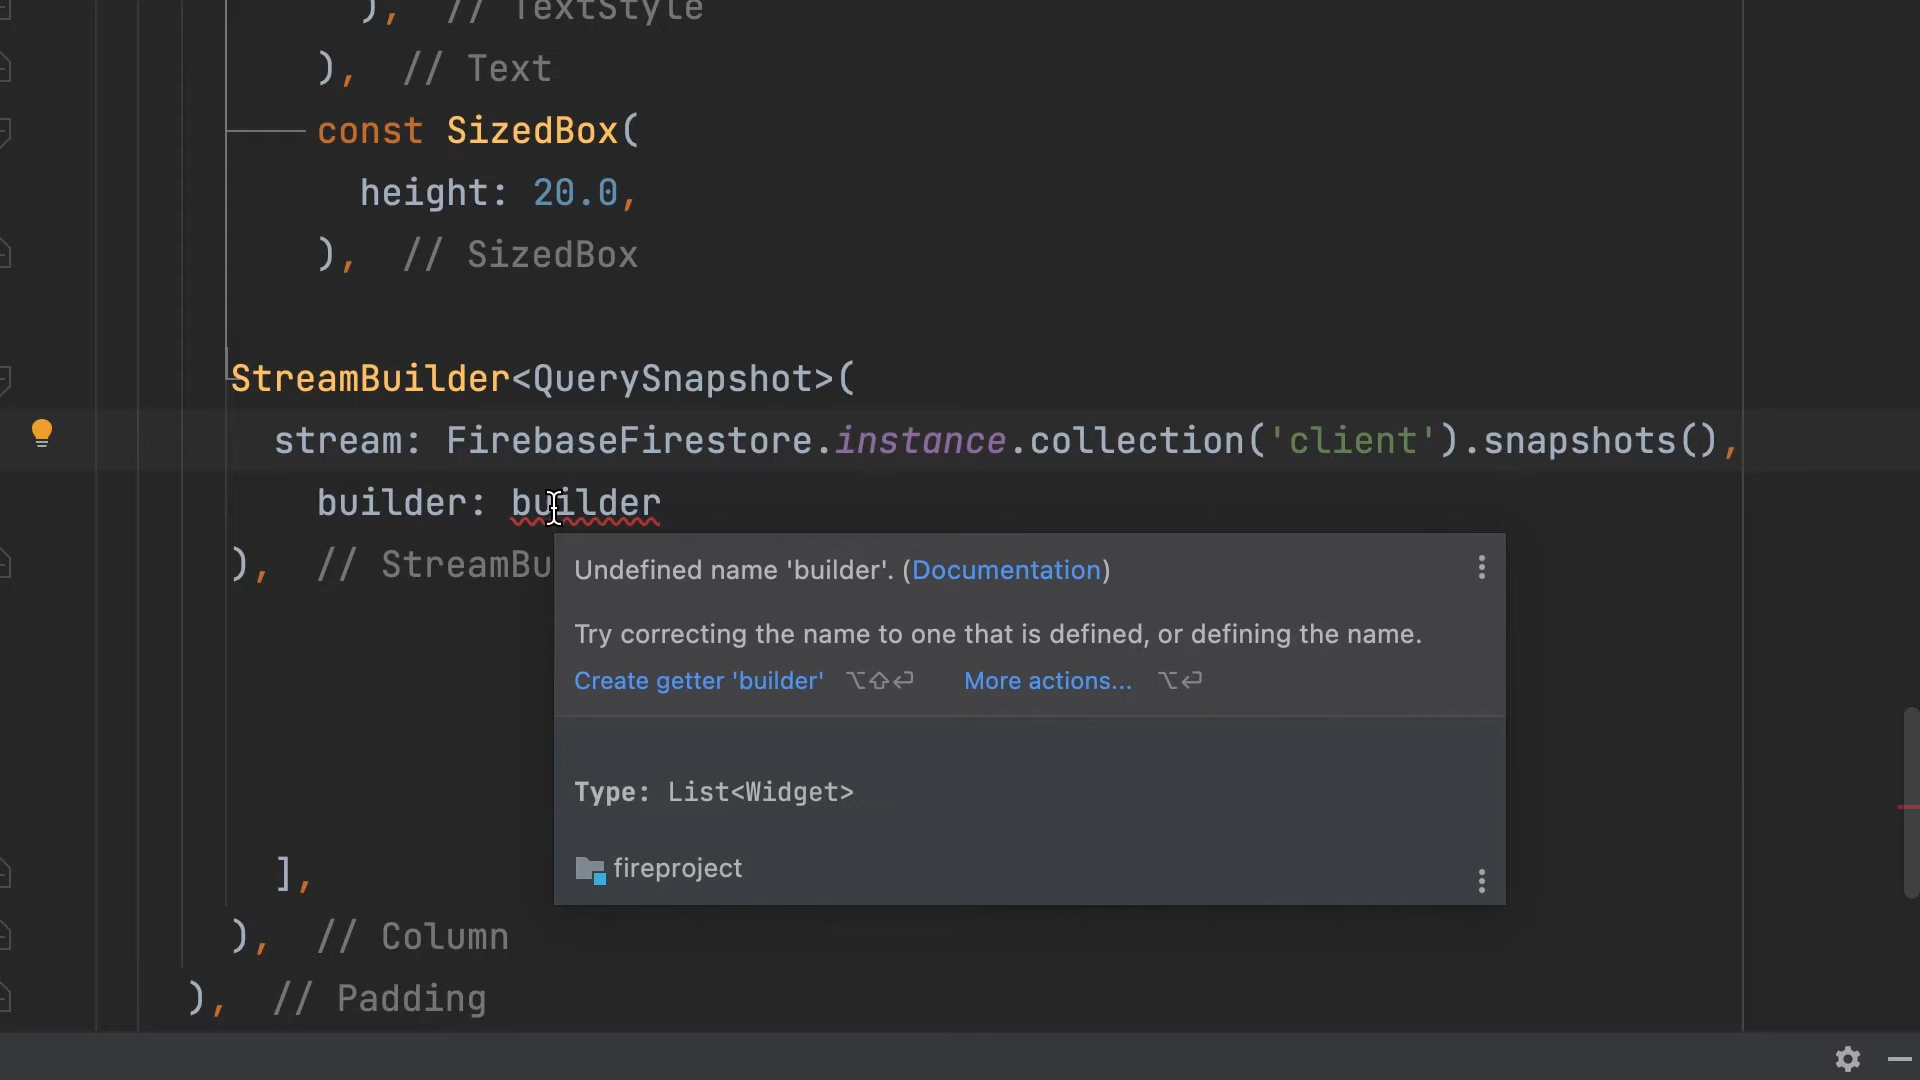 ), // TextStyle
), // Text
const SizedBox(
height: 20.0,
), // SizedBox
StreamBuilder<QuerySnapshot>(
stream: FirebaseFirestore.instance.collection('client').snapshots(),
builder: builder
), // StreamBu
Undefined name 'builder'. (Documentation)
Try correcting the name to one that is defined, or defining the name.
Create getter 'builder' ⌥⇧⏎ More actions... ⌥⏎
Type: List<Widget>
fireproject
],
), // Column
), // Padding